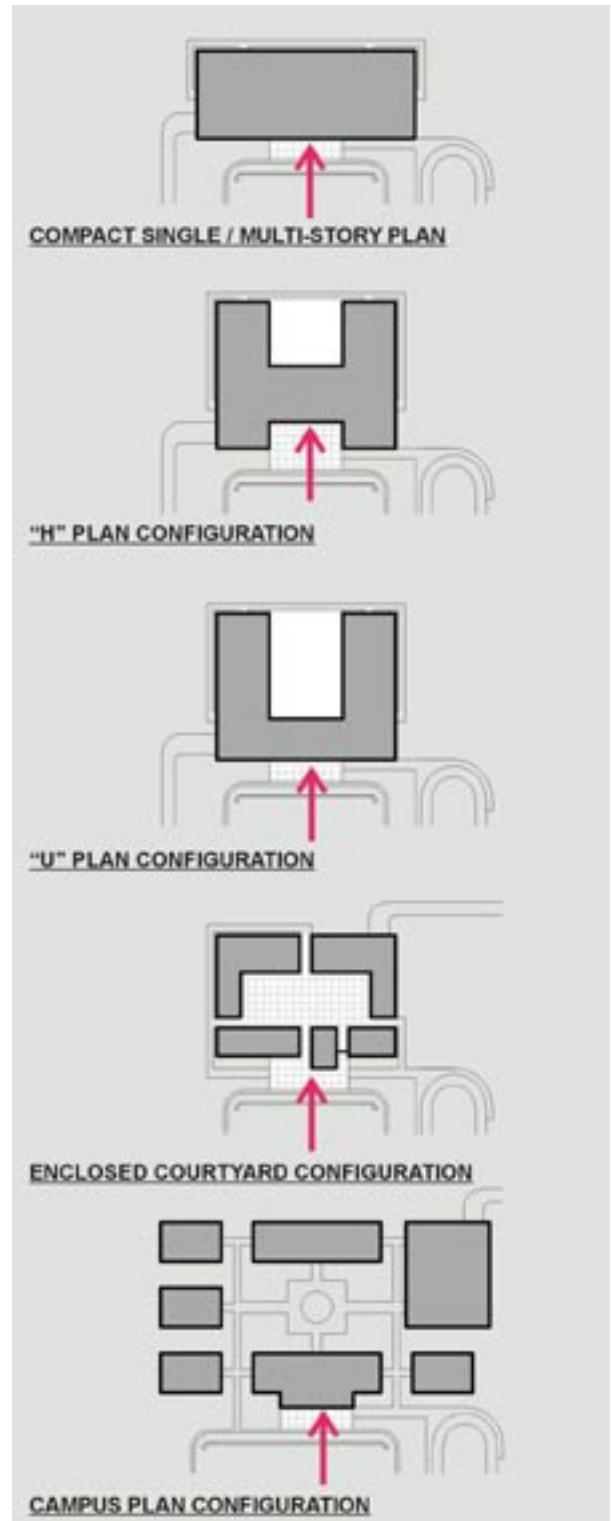 COMPACT SINGLE / MULTI-STORY PLAN
“H” PLAN CONFIGURATION
“U” PLAN CONFIGURATION
ENCLOSED COURTYARD CONFIGURATION
CAMPUS PLAN CONFIGURATION